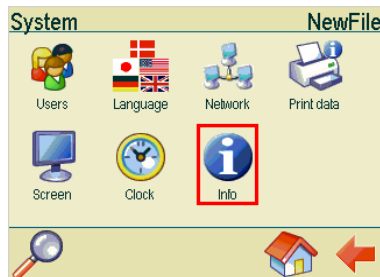 System NewFile
Users Language Network Print data
Screen Clock Info